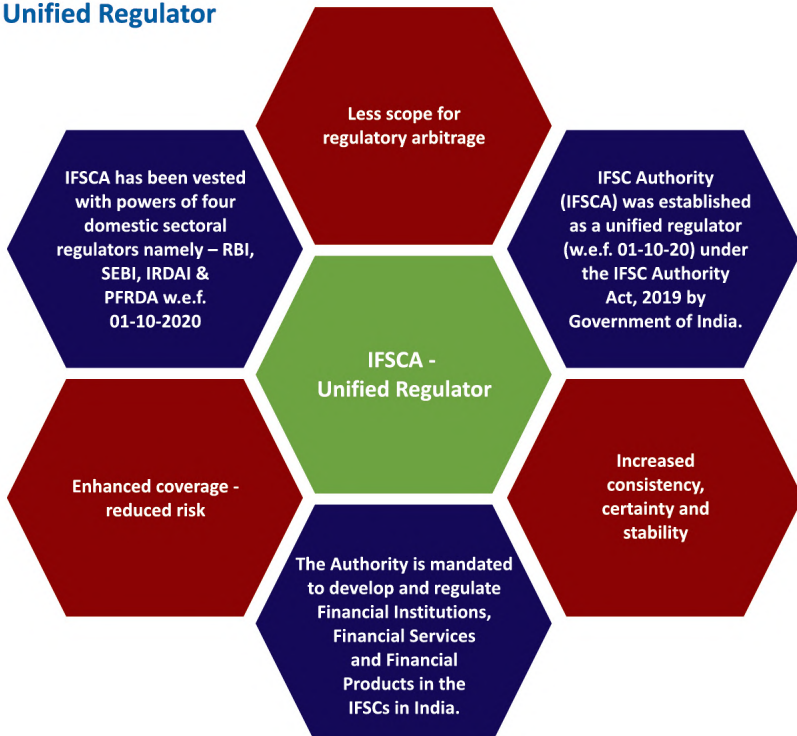 Unified Regulator
Less scope for
regulatory arbitrage
IFSCA has been vested
with powers of four
domestic sectoral
regulators namely – RBI,
SEBI, IRDAI &
PFRDA w.e.f.
01-10-2020
IFSC Authority
(IFSCA) was established
as a unified regulator
(w.e.f. 01-10-20) under
the IFSC Authority
Act, 2019 by
Government of India.
IFSCA -
Unified Regulator
Enhanced coverage -
reduced risk
Increased
consistency,
certainty and
stability
The Authority is mandated
to develop and regulate
Financial Institutions,
Financial Services
and Financial
Products in the
IFSCs in India.